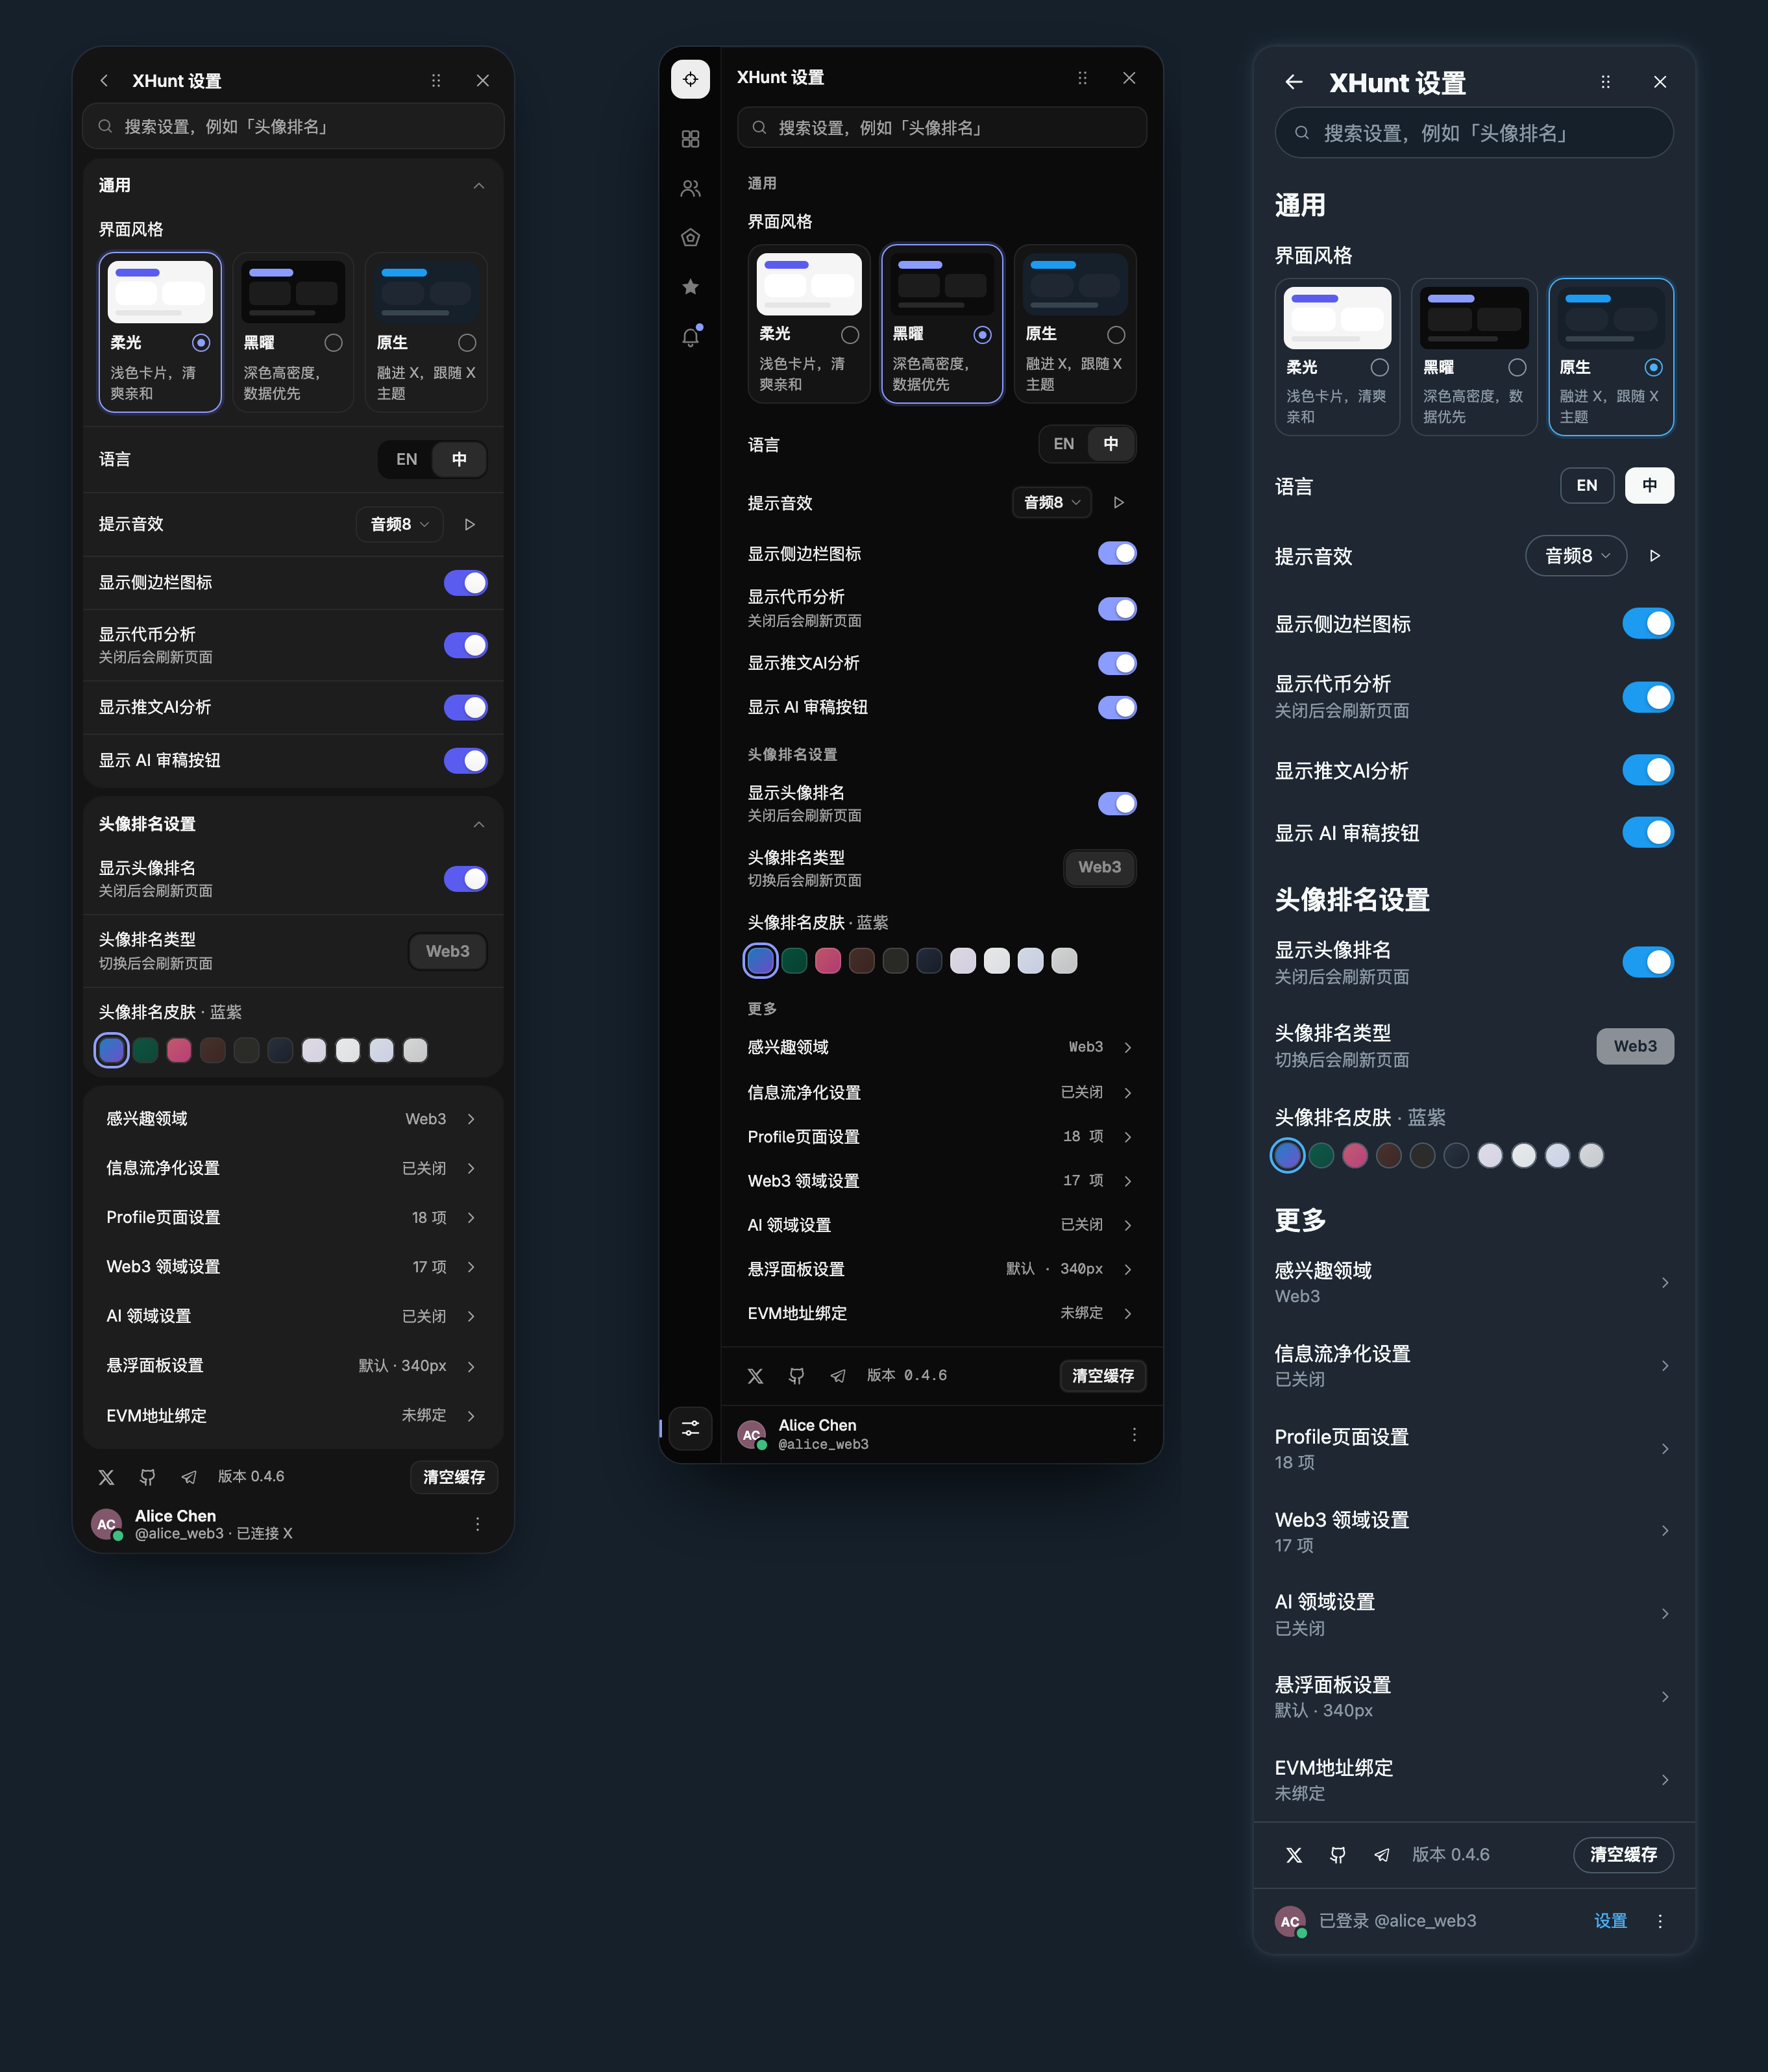 XHunt 设置
搜索设置，例如「头像排名」
通用
界面风格
柔光
浅色卡片，清
爽亲和
黑曜
深色高密度，
数据优先
原生
融进 X，跟随 X
主题
语言
EN 中
提示音效
音频8
显示侧边栏图标
显示代币分析
关闭后会刷新页面
显示推文AI分析
显示 AI 审稿按钮
头像排名设置
显示头像排名
关闭后会刷新页面
头像排名类型
切换后会刷新页面
Web3
头像排名皮肤 · 蓝紫
感兴趣领域 Web3
信息流净化设置 已关闭
Profile页面设置 18 项
Web3 领域设置 17 项
AI 领域设置 已关闭
悬浮面板设置 默认 · 340px
EVM地址绑定 未绑定
版本 0.4.6 清空缓存
AC
Alice Chen
@alice_web3 · 已连接 X
XHunt 设置
搜索设置，例如「头像排名」
通用
界面风格
柔光
浅色卡片，清
爽亲和
黑曜
深色高密度，
数据优先
原生
融进 X，跟随 X
主题
语言
EN 中
提示音效
音频8
显示侧边栏图标
显示代币分析
关闭后会刷新页面
显示推文AI分析
显示 AI 审稿按钮
头像排名设置
显示头像排名
关闭后会刷新页面
头像排名类型
切换后会刷新页面
Web3
头像排名皮肤 · 蓝紫
更多
感兴趣领域 Web3
信息流净化设置 已关闭
Profile页面设置 18 项
Web3 领域设置 17 项
AI 领域设置 已关闭
悬浮面板设置 默认 · 340px
EVM地址绑定 未绑定
版本 0.4.6 清空缓存
AC
Alice Chen
@alice_web3
XHunt 设置
搜索设置，例如「头像排名」
通用
界面风格
柔光
浅色卡片，清爽
亲和
黑曜
深色高密度，数
据优先
原生
融进 X，跟随 X
主题
语言
EN 中
提示音效
音频8
显示侧边栏图标
显示代币分析
关闭后会刷新页面
显示推文AI分析
显示 AI 审稿按钮
头像排名设置
显示头像排名
关闭后会刷新页面
头像排名类型
切换后会刷新页面
Web3
头像排名皮肤 · 蓝紫
更多
感兴趣领域
Web3
信息流净化设置
已关闭
Profile页面设置
18 项
Web3 领域设置
17 项
AI 领域设置
已关闭
悬浮面板设置
默认 · 340px
EVM地址绑定
未绑定
版本 0.4.6 清空缓存
AC 已登录 @alice_web3 设置